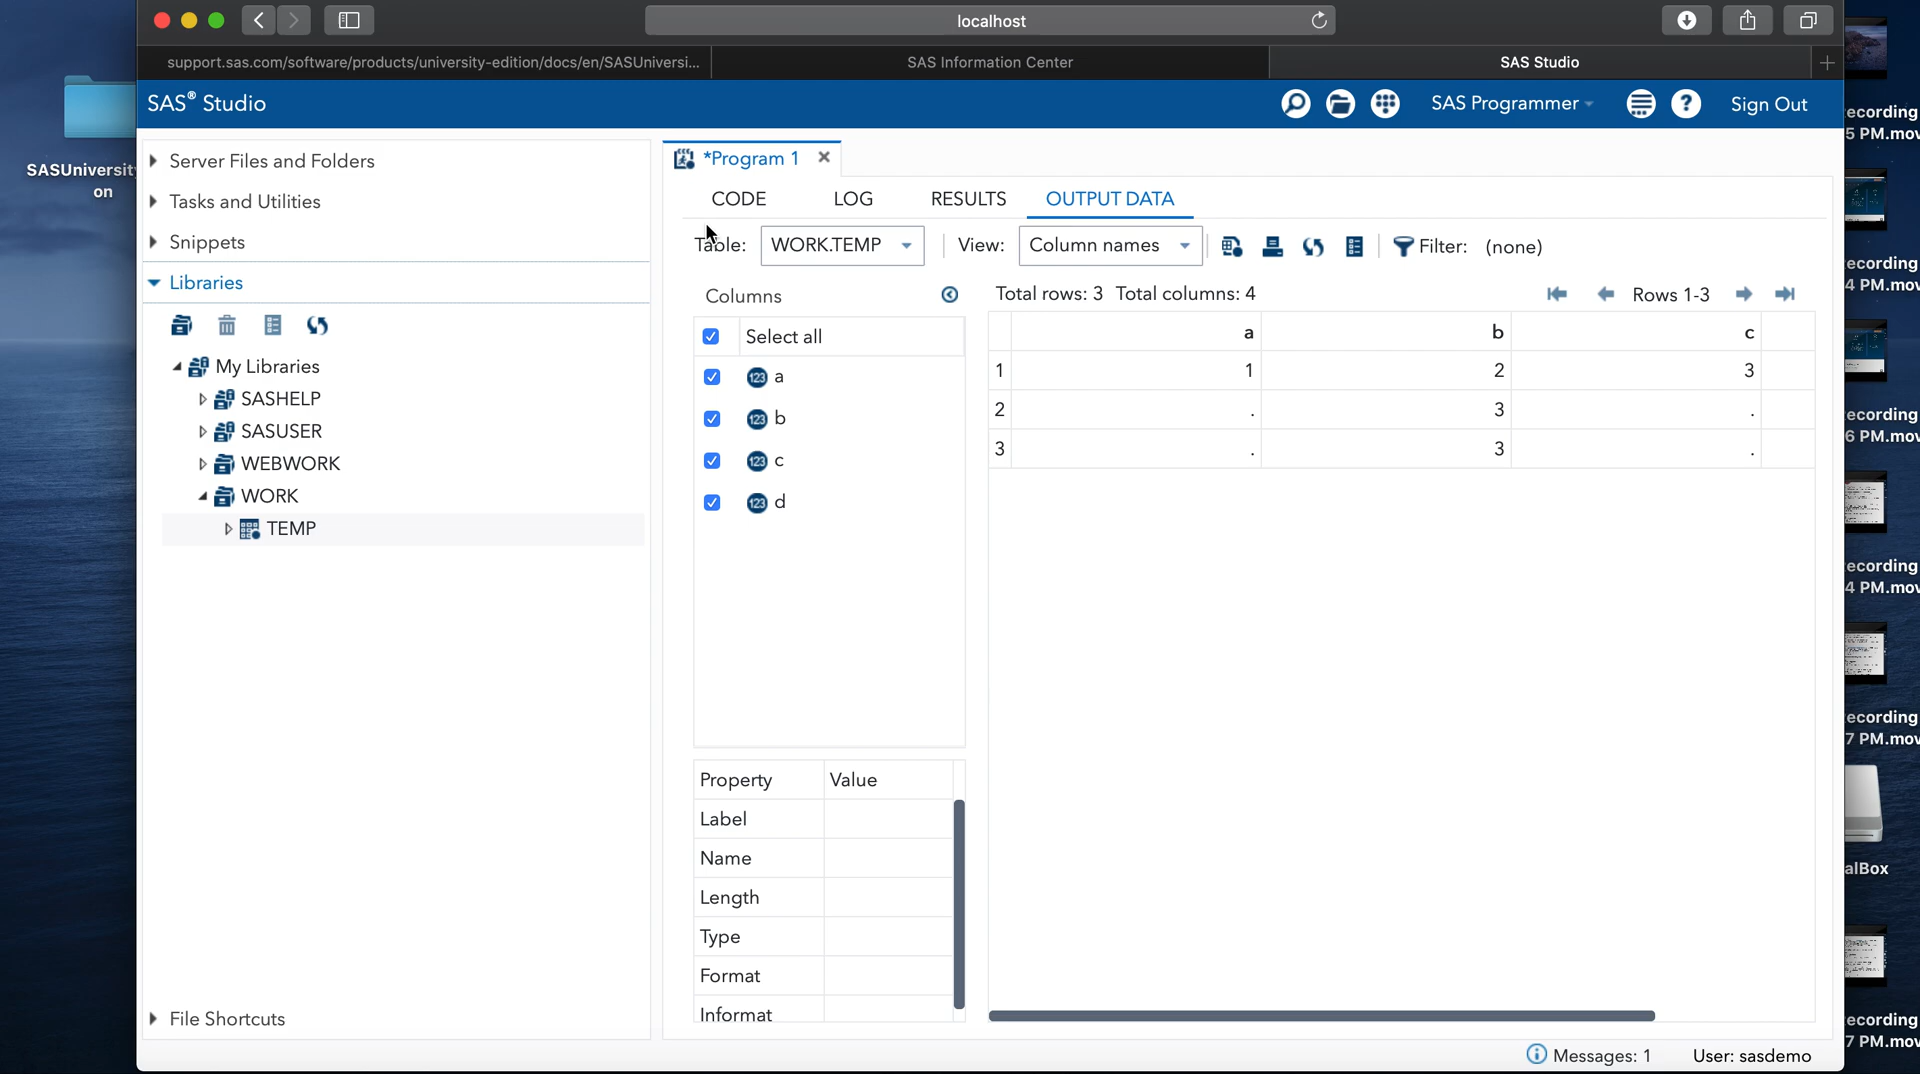 localhost
support.sas.com/software/products/university-edition/docs/en/SASUniversi...
SAS Information Center
SAS Studio
SAS® Studio
SAS Programmer
Sign Out
SASUniversity
on
Server Files and Folders
Tasks and Utilities
Snippets
Libraries
My Libraries
SASHELP
SASUSER
WEBWORK
WORK
TEMP
File Shortcuts
*Program 1
CODE LOG RESULTS OUTPUT DATA
Table: WORK.TEMP View: Column names Filter: (none)
Columns
Select all
123 a
123 b
123 c
123 d
Property Value
Label
Name
Length
Type
Format
Informat
Total rows: 3 Total columns: 4
Rows 1-3
a b c
1 1 2 3
2 . 3 .
3 . 3 .
Messages: 1 User: sasdemo
ecording
5 PM.mov
ecording
4 PM.mov
ecording
6 PM.mov
ecording
4 PM.mov
ecording
7 PM.mov
alBox
ecording
7 PM.mov